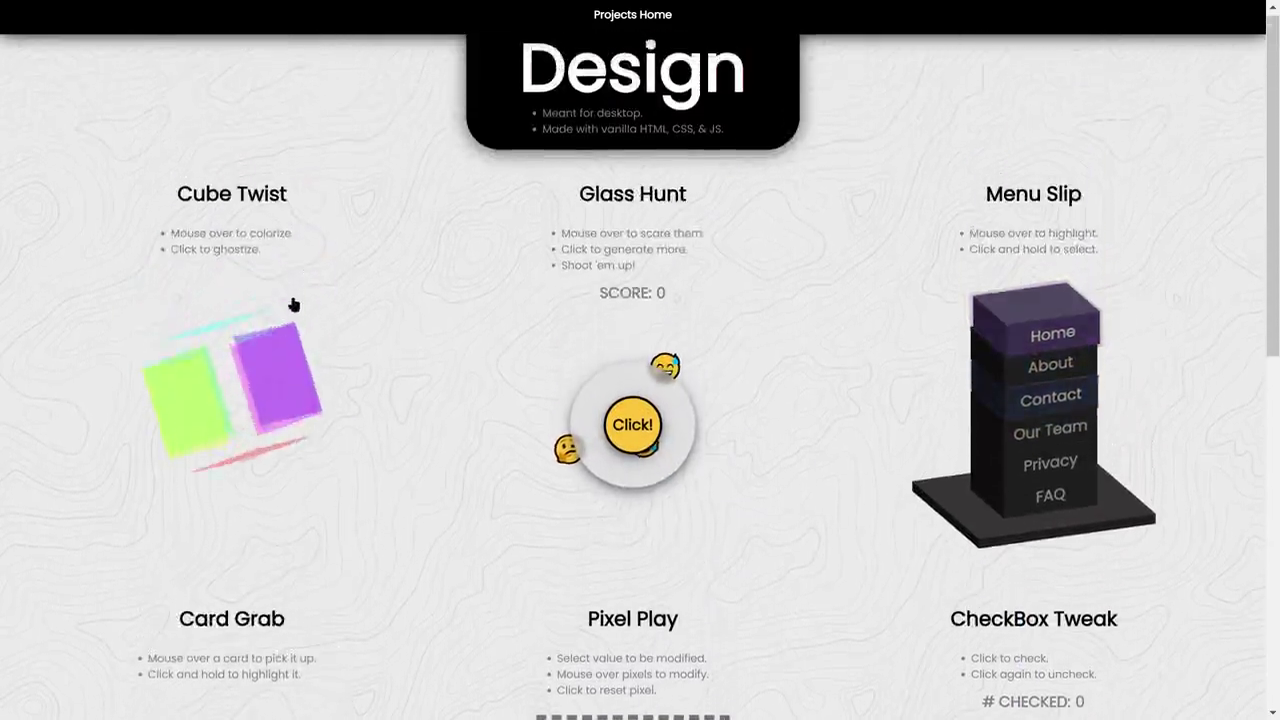 Projects Home
Design
Meant for desktop.
Made with vanilla HTML, CSS, & JS.
Cube Twist
Mouse over to colorize
Click to ghostize.
Glass Hunt
Mouse over to scare them
Click to generate more.
Shoot 'em up!
SCORE: 0
Click!
Menu Slip
Mouse over to highlight.
Click and hold to select.
Home
About
Contact
Our Team
Privacy
FAQ
Card Grab
Mouse over a card to pick it up.
Click and hold to highlight it.
Pixel Play
Select value to be modified.
Mouse over pixels to modify.
Click to reset pixel.
CheckBox Tweak
Click to check.
Click again to uncheck.
# CHECKED: 0